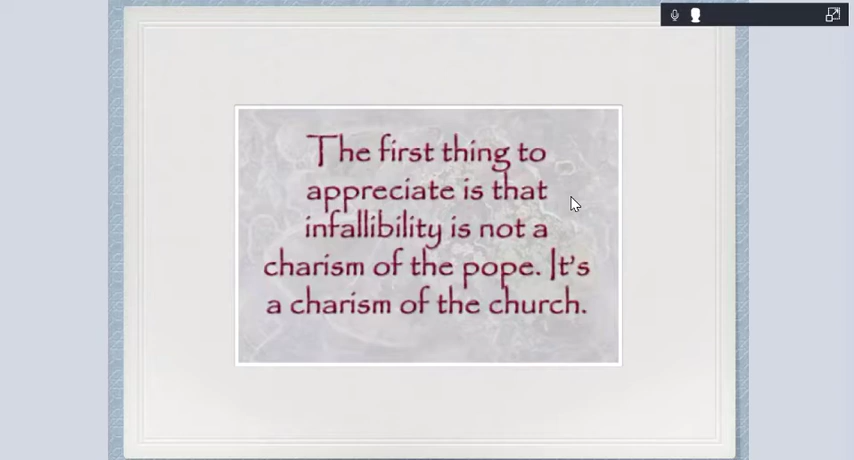 The first thing to
appreciate is that
infallibility is not a
charism of the pope. It's
a charism of the church.